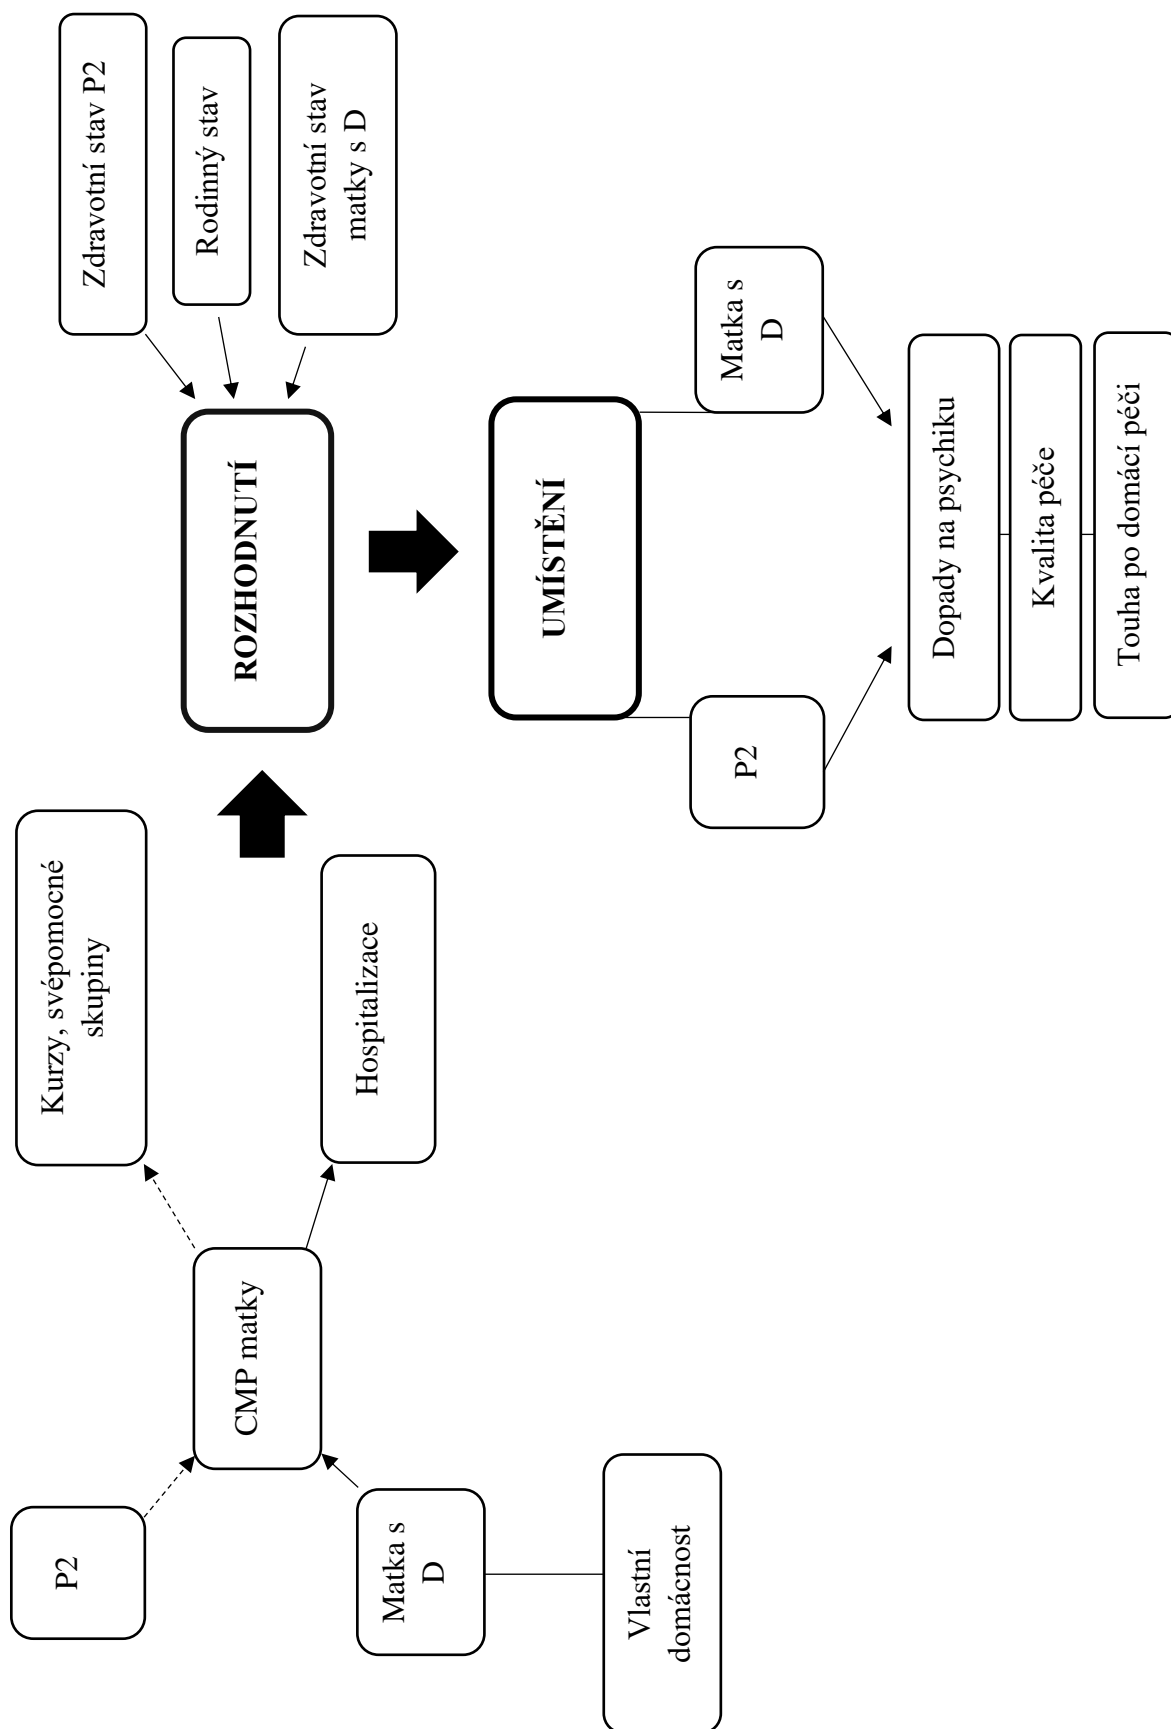 P2
Matka s
D
Vlastní
domácnost
CMP matky
Kurzy, svépomocné
skupiny
Hospitalizace
ROZHODNUTÍ
Zdravotní stav P2
Rodinný stav
Zdravotní stav
matky s D
UMÍSTĚNÍ
P2
Matka s
D
Dopady na psychiku
Kvalita péče
Touha po domácí péči